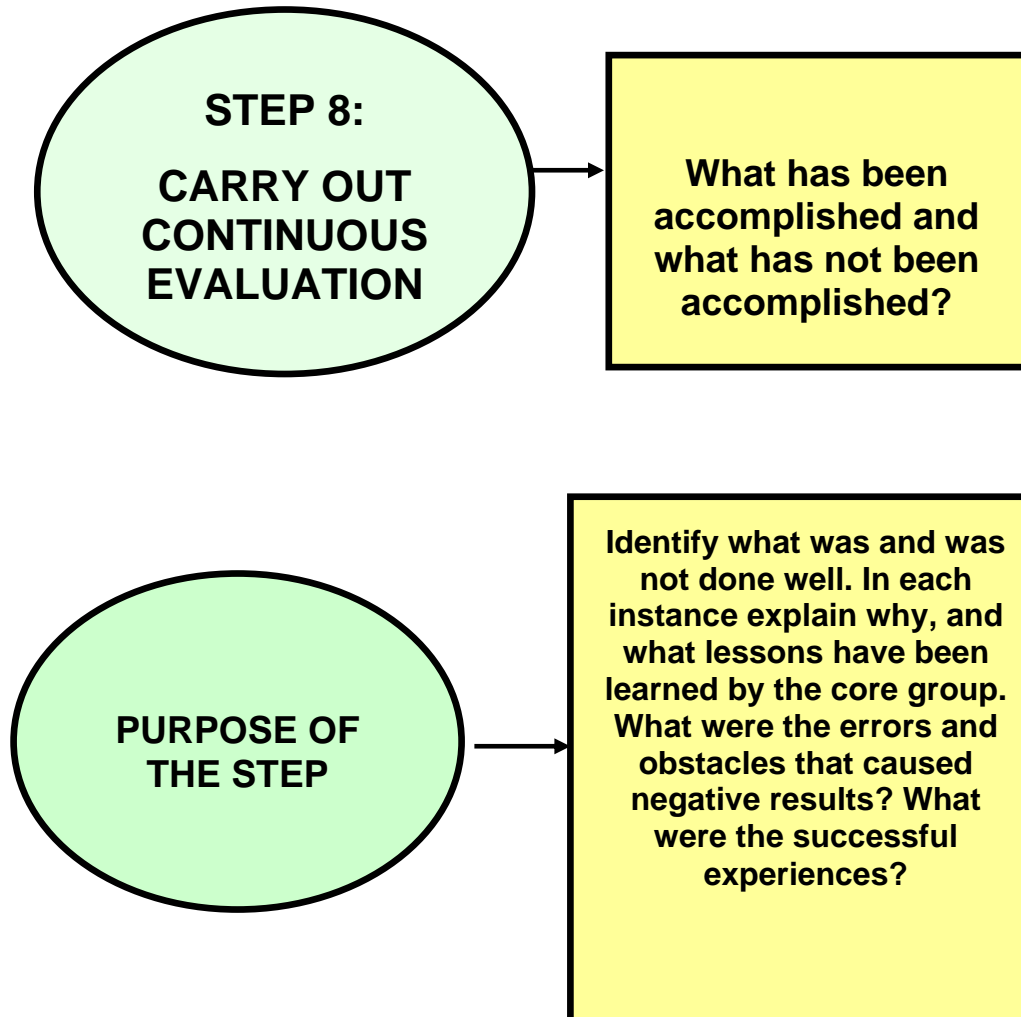 STEP 8:
CARRY OUT
CONTINUOUS
EVALUATION
What has been
accomplished and
what has not been
accomplished?
PURPOSE OF
THE STEP
Identify what was and was
not done well. In each
instance explain why, and
what lessons have been
learned by the core group.
What were the errors and
obstacles that caused
negative results? What
were the successful
experiences?